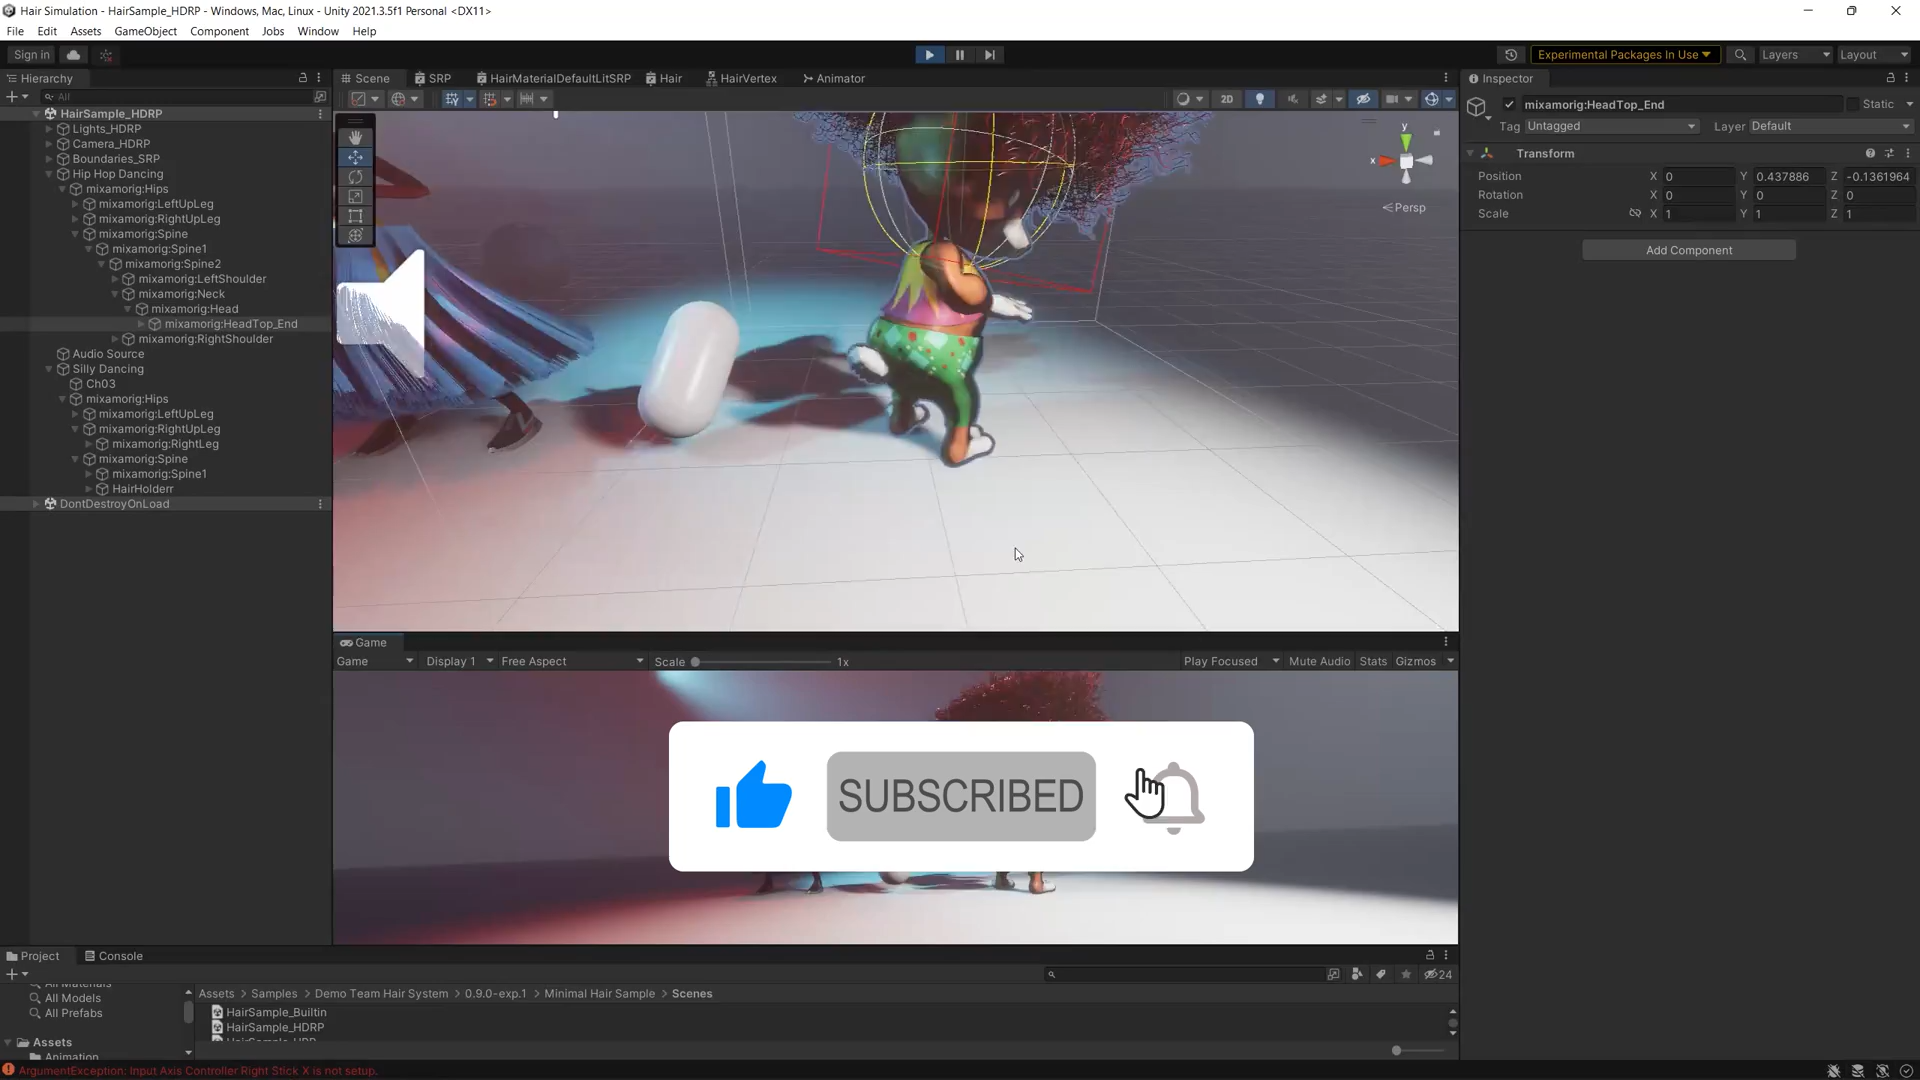 Hair Simulation - HairSample_HDRP - Windows, Mac, Linux - Unity 2021.3.5f1 Personal <DX11>
File Edit Assets GameObject Component Jobs Window Help
Sign in
Experimental Packages In Use
Layers
Layout
Hierarchy
Scene
SRP
HairMaterialDefaultLitSRP
Hair
HairVertex
Animator
Inspector
All
2D
mixamorig:HeadTop_End
Static
Tag Untagged
Layer Default
Transform
Position X 0 Y 0.437886 Z -0.1361964
Rotation X 0 Y 0 Z 0
Scale X 1 Y 1 Z 1
Add Component
HairSample_HDRP
Lights_HDRP
Camera_HDRP
Boundaries_SRP
Hip Hop Dancing
mixamorig:Hips
mixamorig:LeftUpLeg
mixamorig:RightUpLeg
mixamorig:Spine
mixamorig:Spine1
mixamorig:Spine2
mixamorig:LeftShoulder
mixamorig:Neck
mixamorig:Head
mixamorig:HeadTop_End
mixamorig:RightShoulder
Audio Source
Silly Dancing
Ch03
mixamorig:Hips
mixamorig:LeftUpLeg
mixamorig:RightUpLeg
mixamorig:RightLeg
mixamorig:Spine
mixamorig:Spine1
HairHolderr
DontDestroyOnLoad
y
x
Persp
Game
Game
Display 1
Free Aspect
Scale
1x
Play Focused
Mute Audio
Stats
Gizmos
SUBSCRIBED
Project
Console
24
All Materials
All Models
All Prefabs
Assets
Animation
Assets > Samples > Demo Team Hair System > 0.9.0-exp.1 > Minimal Hair Sample > Scenes
HairSample_Builtin
HairSample_HDRP
ArgumentException: Input Axis Controller Right Stick X is not setup.